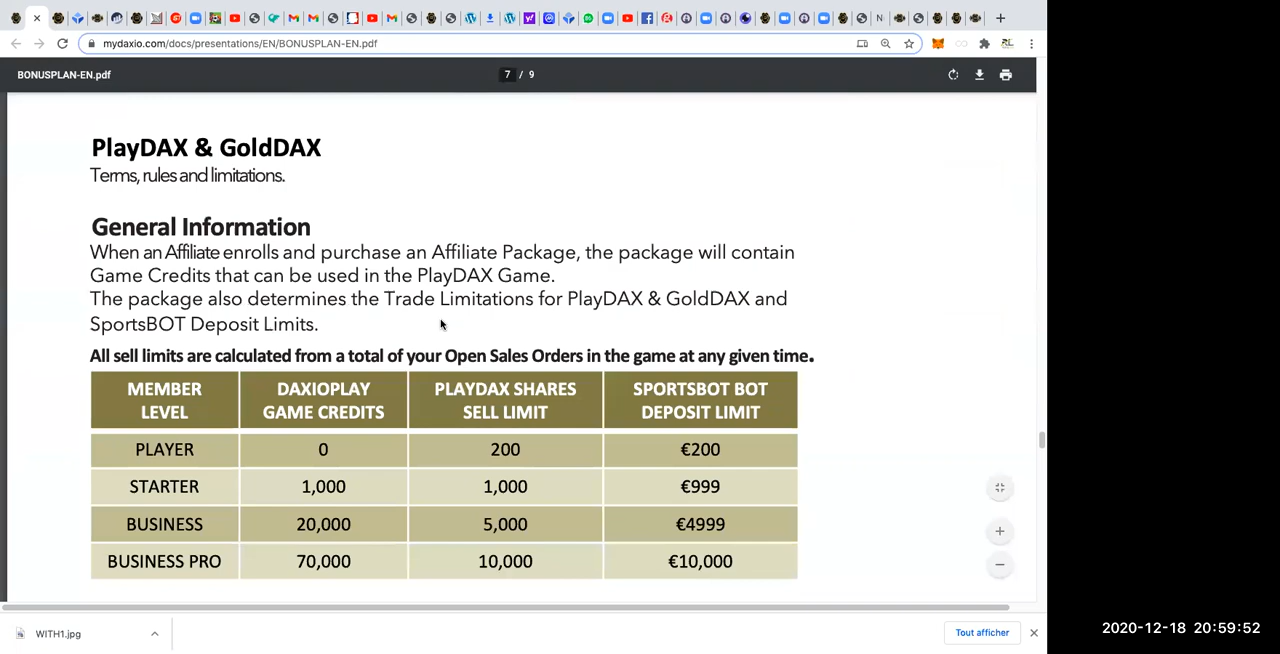 mydaxio.com/docs/presentations/EN/BONUSPLAN-EN.pdf
BONUSPLAN-EN.pdf
7 / 9
PlayDAX & GoldDAX
Terms, rules and limitations.
General Information
When an Affiliate enrolls and purchase an Affiliate Package, the package will contain
Game Credits that can be used in the PlayDAX Game.
The package also determines the Trade Limitations for PlayDAX & GoldDAX and
SportsBOT Deposit Limits.
All sell limits are calculated from a total of your Open Sales Orders in the game at any given time.
MEMBER LEVEL DAXIOPLAY GAME CREDITS PLAYDAX SHARES SELL LIMIT SPORTSBOT BOT DEPOSIT LIMIT
PLAYER 0 200 €200
STARTER 1,000 1,000 €999
BUSINESS 20,000 5,000 €4999
BUSINESS PRO 70,000 10,000 €10,000
WITH1.jpg
Tout afficher
2020-12-18 20:59:52